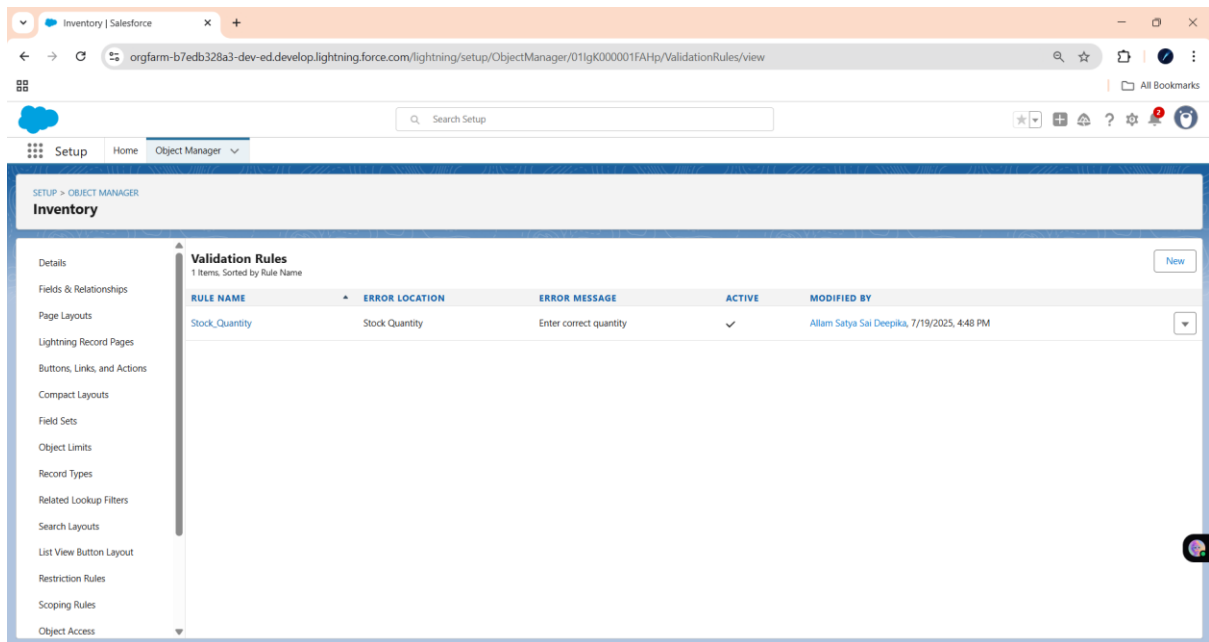 Inventory | Salesforce
orgfarm-b7edb328a3-dev-ed.develop.lightning.force.com/lightning/setup/ObjectManager/01IgK000001FAHp/ValidationRules/view
All Bookmarks
Search Setup
2
Setup Home Object Manager
SETUP > OBJECT MANAGER
Inventory
Details
Fields & Relationships
Page Layouts
Lightning Record Pages
Buttons, Links, and Actions
Compact Layouts
Field Sets
Object Limits
Record Types
Related Lookup Filters
Search Layouts
List View Button Layout
Restriction Rules
Scoping Rules
Object Access
Validation Rules
1 Items, Sorted by Rule Name
New
RULE NAME ERROR LOCATION ERROR MESSAGE ACTIVE MODIFIED BY
Stock_Quantity Stock Quantity Enter correct quantity Allam Satya Sai Deepika, 7/19/2025, 4:48 PM